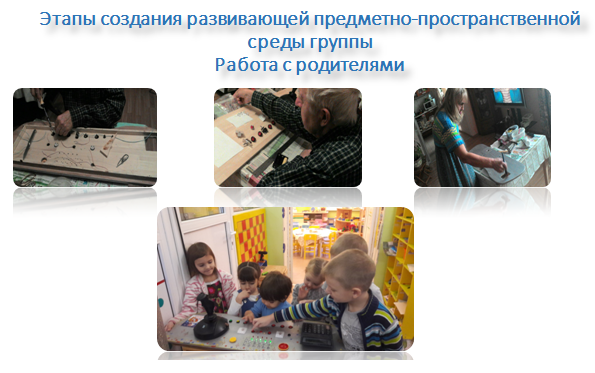 Этапы создания развивающей предметно-пространственной
среды группы
Работа с родителями